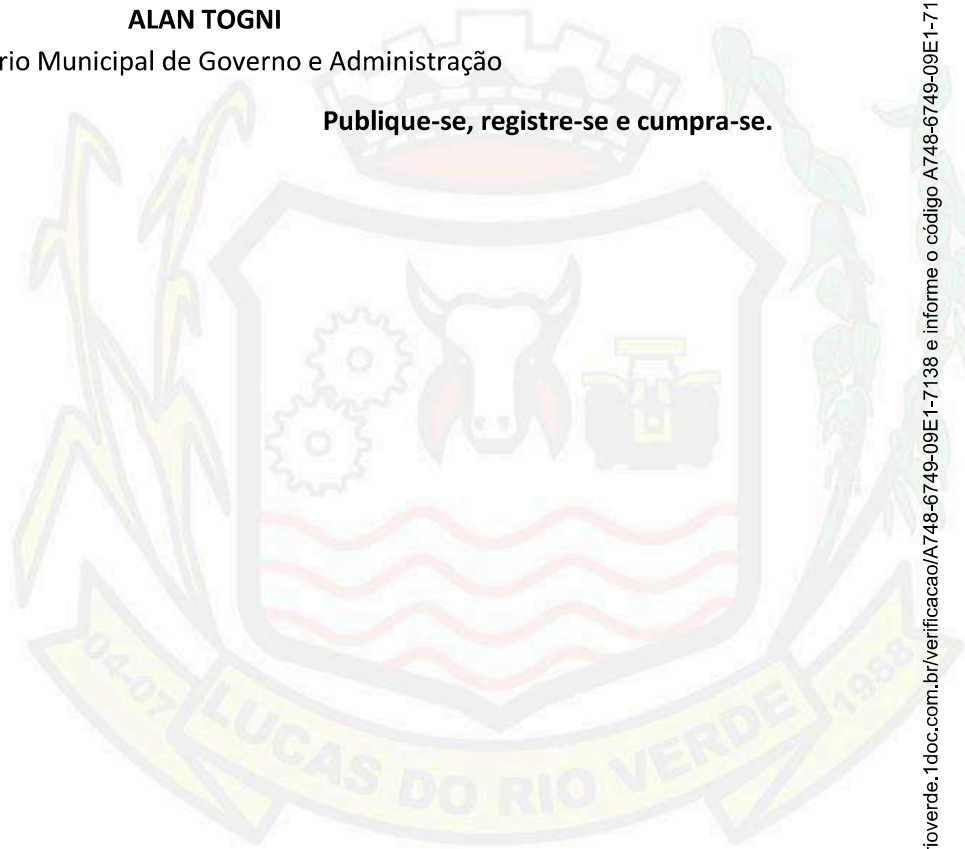 ALAN TOGNI
rio Municipal de Governo e Administração
Publique-se, registre-se e cumpra-se.
04-07
LUCAS DO RIO VERDE
1988
ioverde.1doc.com.br/verificacao/A748-6749-09E1-7138 e informe o código A748-6749-09E1-71